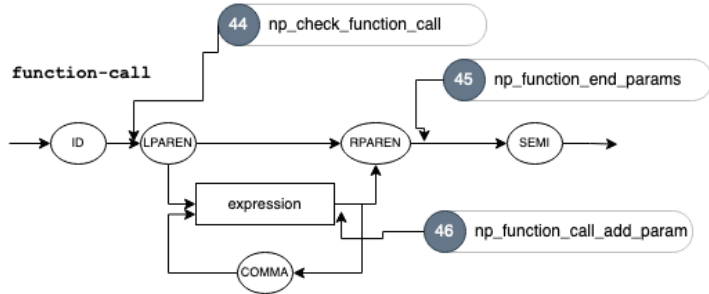 44 np_check_function_call
function-call
45 np_function_end_params
ID LPAREN RPAREN SEMI
expression
46 np_function_call_add_param
COMMA